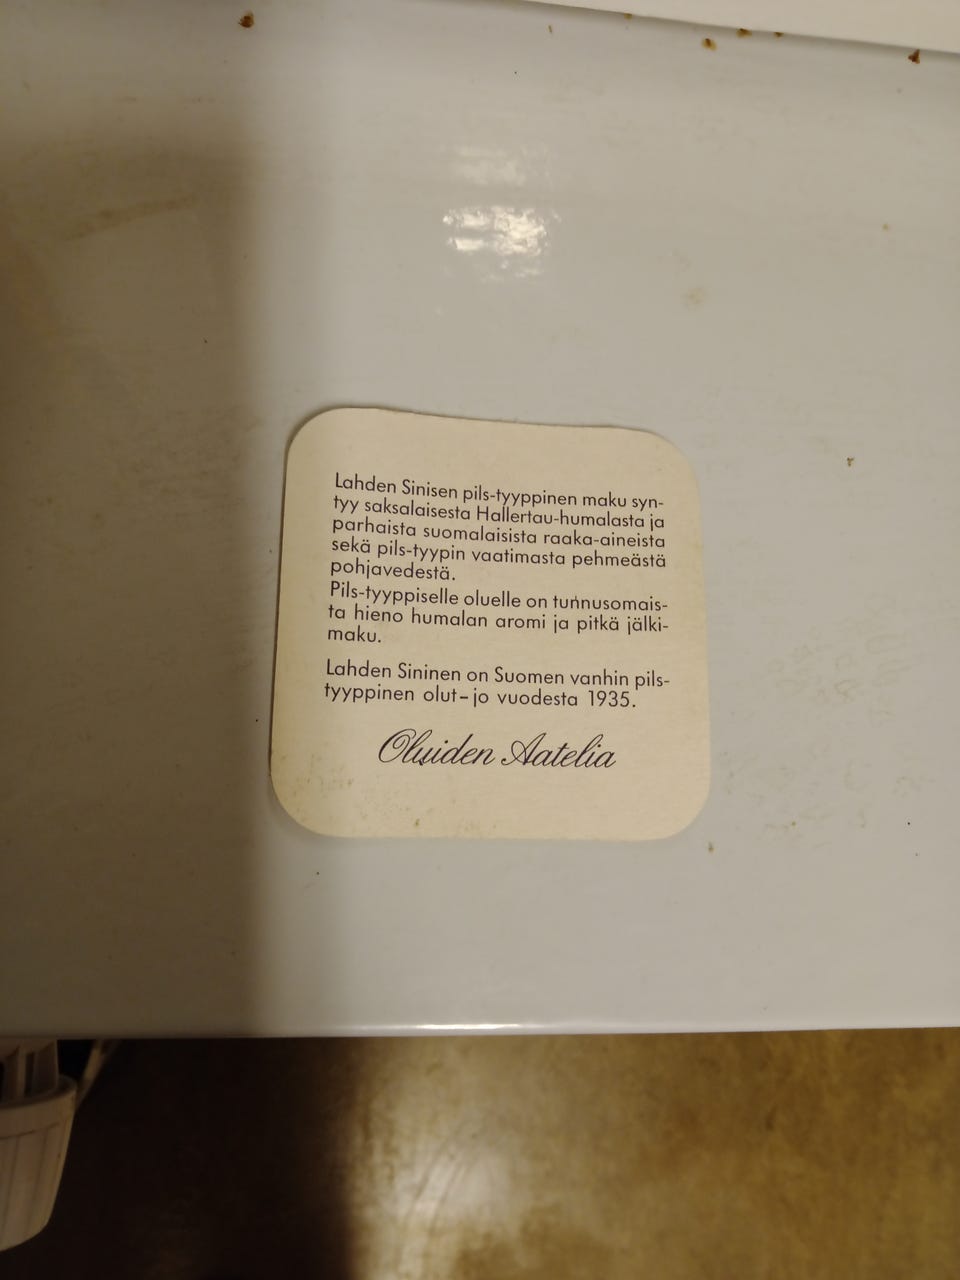 Lahden Sinisen pils-tyyppinen maku syn-
tyy saksalaisesta Hallertau-humalasta ja
parhaista suomalaisista raaka-aineista
sekä pils-tyypin vaatimasta pehmeästä
pohjavedestä.
Pils-tyyppiselle oluelle on tunnusomais-
ta hieno humalan aromi ja pitkä jälki-
maku.
Lahden Sininen on Suomen vanhin pils-
tyyppinen olut – jo vuodesta 1935.
Oluiden Aatelia